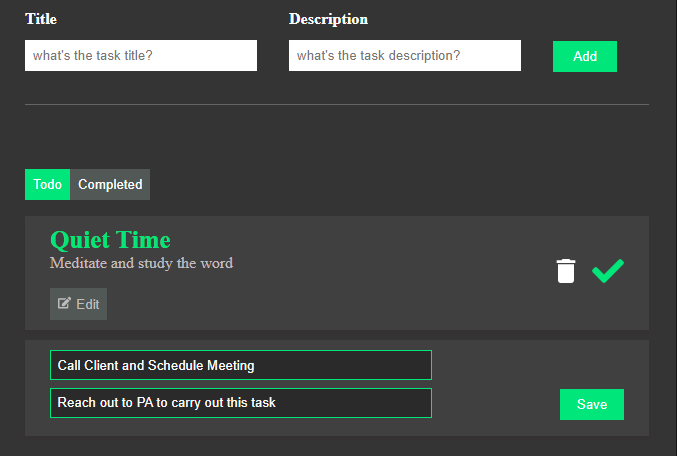 Title
Description
what's the task title?
what's the task description?
Add
Todo
Completed
Quiet Time
Meditate and study the word
Edit
Call Client and Schedule Meeting
Reach out to PA to carry out this task
Save